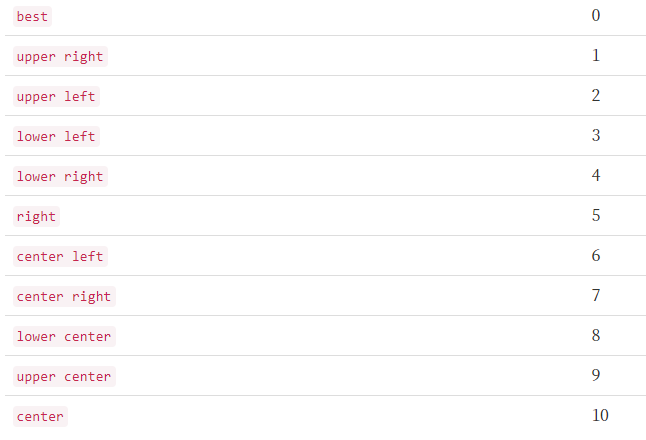 best 0
upper right 1
upper left 2
lower left 3
lower right 4
right 5
center left 6
center right 7
lower center 8
upper center 9
center 10